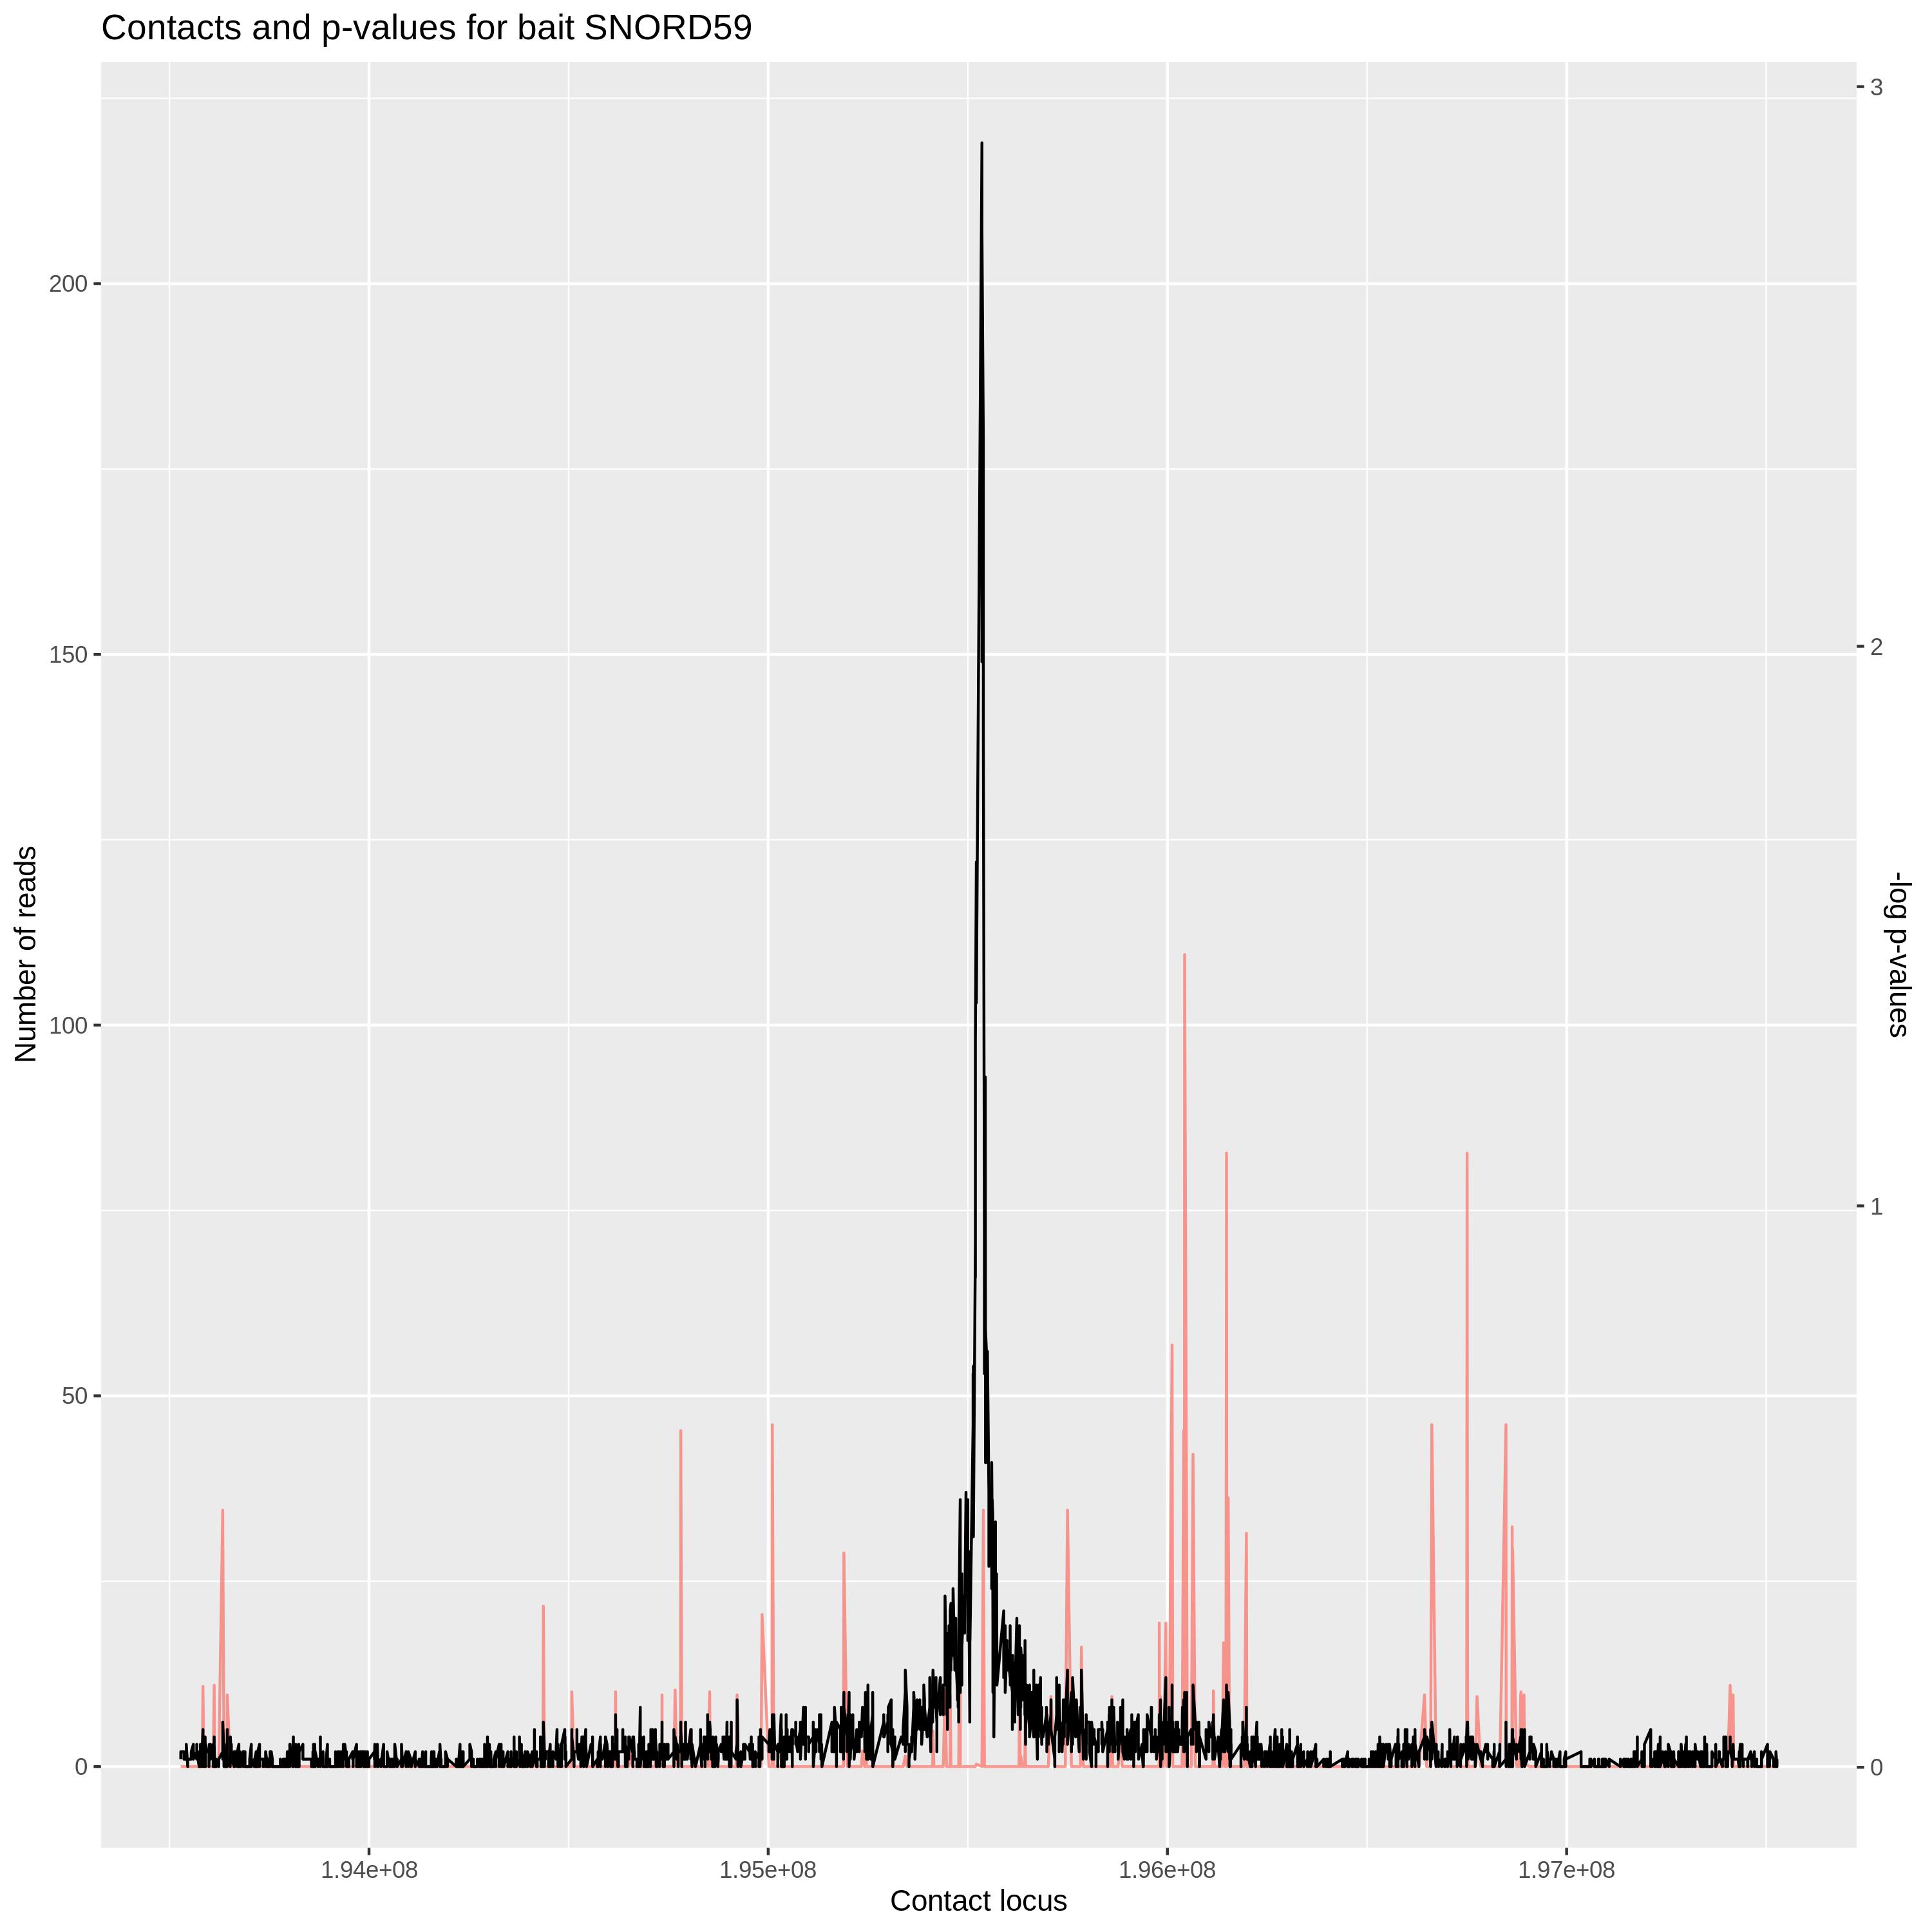 Contacts and p-values for bait SNORD59
3
200
150
2
Number of reads
-log p-values
100
1
50
0
0
1.94e+08
1.95e+08
1.96e+08
1.97e+08
Contact locus